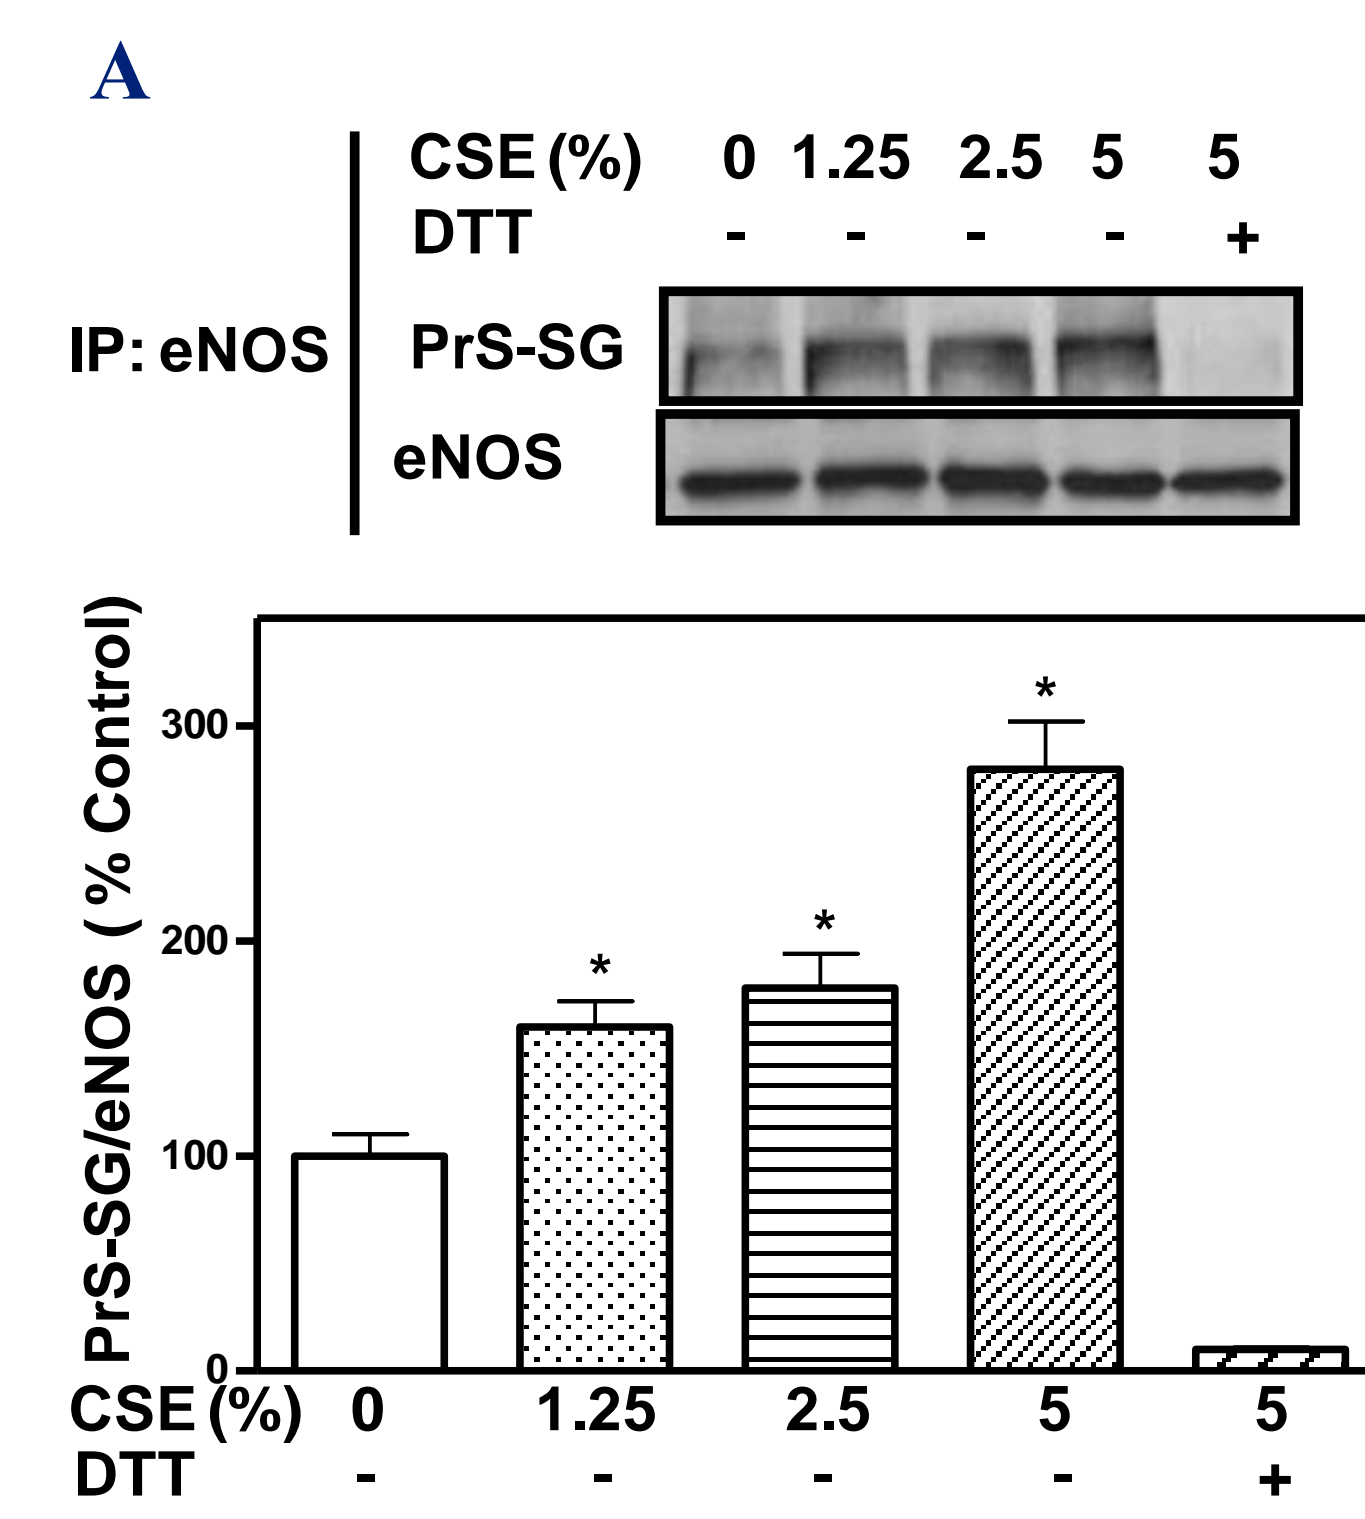 A
CSE (%) 0 1.25 2.5 5 5
DTT - - - - +
IP: eNOS
PrS-SG
eNOS
PrS-SG/eNOS (% Control)
300
200
100
0
*
*
*
CSE (%) 0 1.25 2.5 5 5
DTT - - - - +